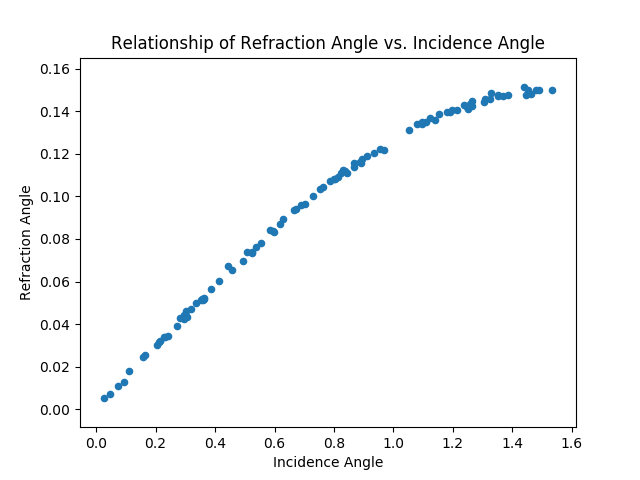 Relationship of Refraction Angle vs. Incidence Angle
0.16
0.14
0.12
0.10
0.08
0.06
0.04
0.02
0.00
Refraction Angle
0.0 0.2 0.4 0.6 0.8 1.0 1.2 1.4 1.6
Incidence Angle